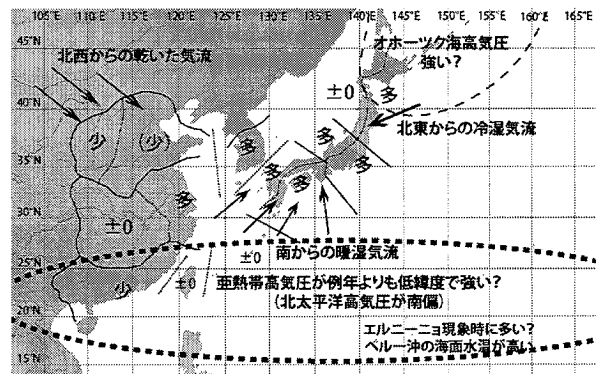 105°E 110°E 115°E 120°E 125°E 130°E 135°E 140°E 145°E 150°E 155°E 160°E 165°E
45°N
北西からの乾いた気流
オホーツク海高気圧
強い?
±0
多
40°N
北東からの冷湿気流
少
(少)
多
多
多
35°N
多
多
多
30°N
±0
±0
南からの暖湿気流
25°N
±0
亜熱帯高気圧が例年よりも低緯度で強い?
(北太平洋高気圧が南偏)
少
20°N
エルニーニョ現象時に多い?
ペルー沖の海面水温が高い
15°N